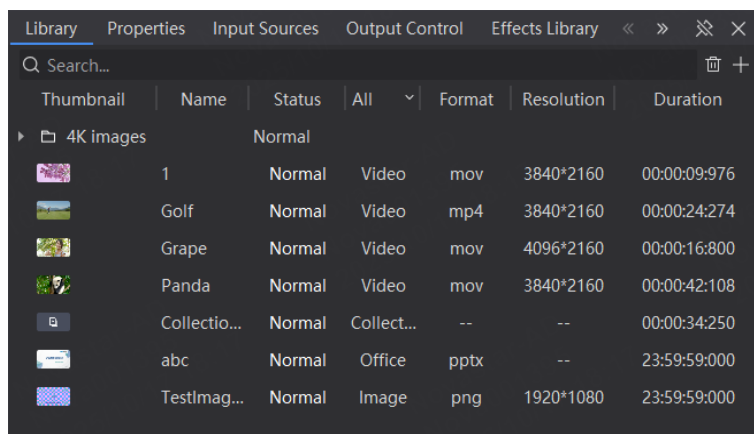 Library Properties Input Sources Output Control Effects Library
Search...
Thumbnail Name Status All Format Resolution Duration
4K images Normal
1 Normal Video mov 3840*2160 00:00:09:976
Golf Normal Video mp4 3840*2160 00:00:24:274
Grape Normal Video mov 4096*2160 00:00:16:800
Panda Normal Video mov 3840*2160 00:00:42:108
Collectio... Normal Collect... -- -- 00:00:34:250
abc Normal Office pptx -- 23:59:59:000
TestImag... Normal Image png 1920*1080 23:59:59:000